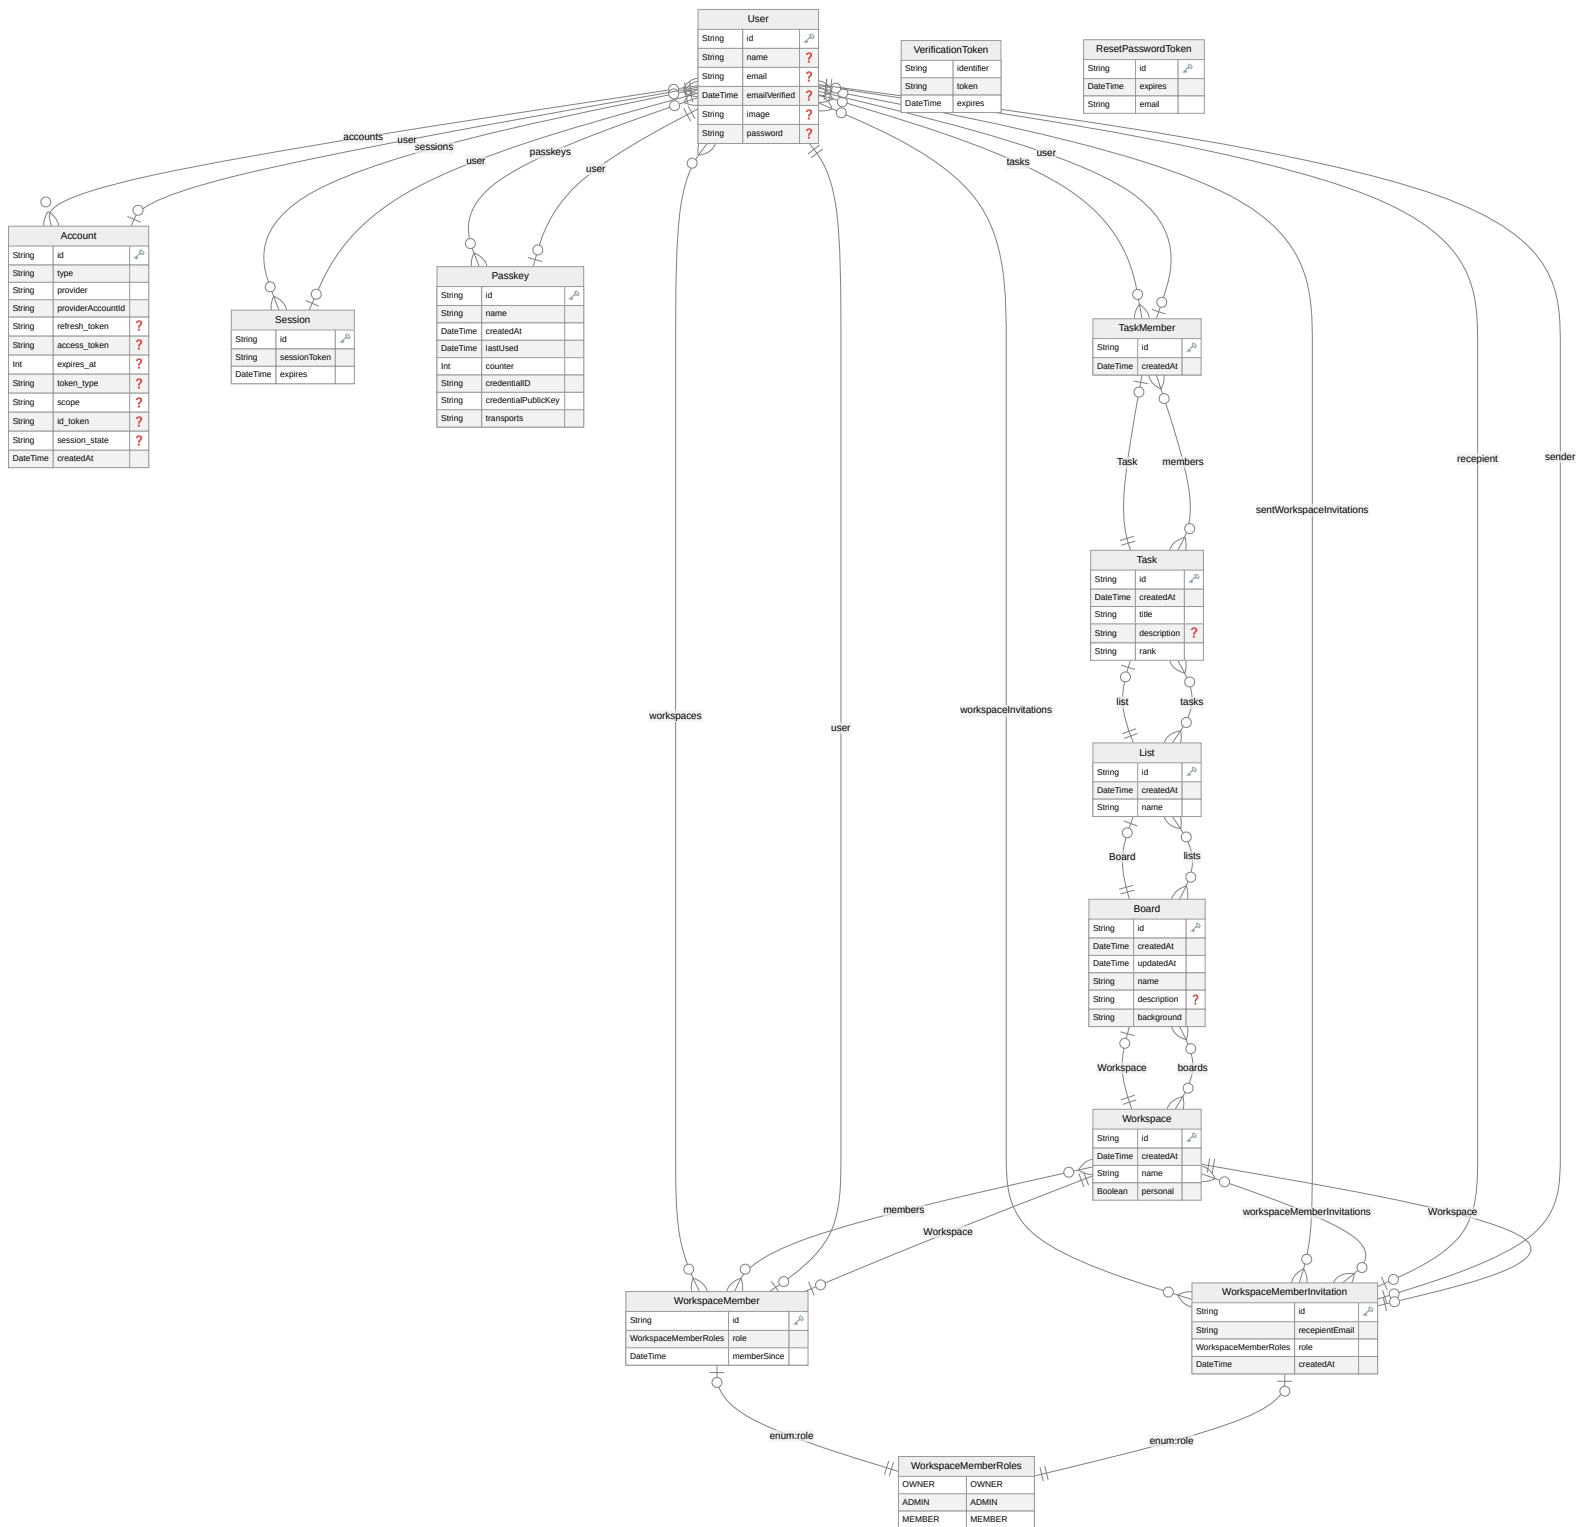 User
String id
String name ❓
String email ❓
DateTime emailVerified ❓
String image ❓
String password ❓
VerificationToken
String identifier
String token
DateTime expires
ResetPasswordToken
String id
DateTime expires
String email
accounts
user
sessions
user
passkeys
user
tasks
user
Account
String id
String type
String provider
String providerAccountId
String refresh_token ❓
String access_token ❓
Int expires_at ❓
String token_type ❓
String scope ❓
String id_token ❓
String session_state ❓
DateTime createdAt
Session
String id
String sessionToken
DateTime expires
Passkey
String id
String name
DateTime createdAt
DateTime lastUsed
Int counter
String credentialID
String credentialPublicKey
String transports
TaskMember
String id
DateTime createdAt
Task
members
recepient
sender
sentWorkspaceInvitations
Task
String id
DateTime createdAt
String title
String description ❓
String rank
workspaces
user
workspaceInvitations
list
tasks
List
String id
DateTime createdAt
String name
Board
lists
Board
String id
DateTime createdAt
DateTime updatedAt
String name
String description ❓
String background
Workspace
boards
Workspace
String id
DateTime createdAt
String name
Boolean personal
members
Workspace
workspaceMemberInvitations
Workspace
WorkspaceMember
String id
WorkspaceMemberRoles role
DateTime memberSince
WorkspaceMemberInvitation
String id
String recepientEmail
WorkspaceMemberRoles role
DateTime createdAt
enum:role
enum:role
WorkspaceMemberRoles
OWNER OWNER
ADMIN ADMIN
MEMBER MEMBER